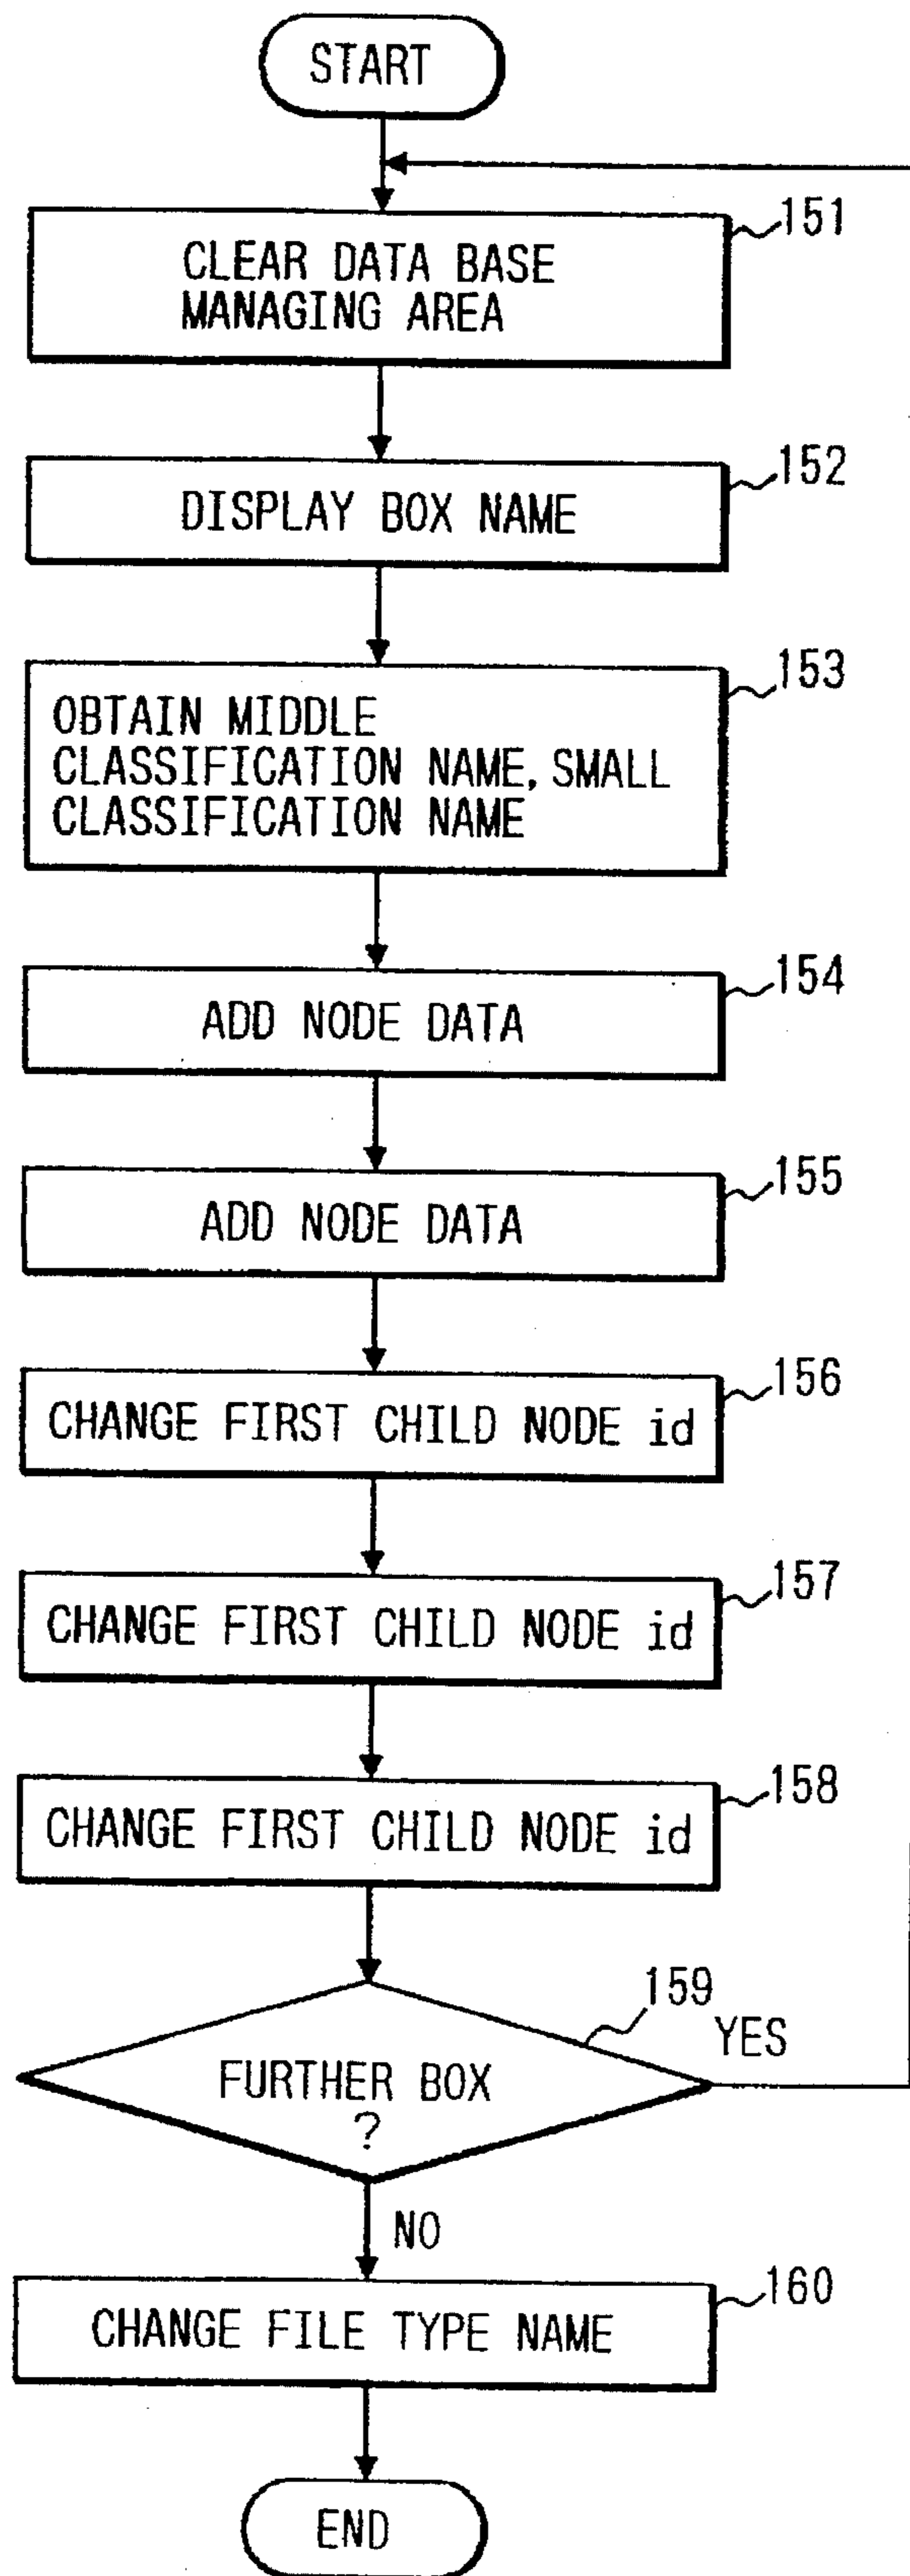 START
151
CLEAR DATA BASE
MANAGING AREA
152
DISPLAY BOX NAME
153
OBTAIN MIDDLE
CLASSIFICATION NAME, SMALL
CLASSIFICATION NAME
154
ADD NODE DATA
155
ADD NODE DATA
156
CHANGE FIRST CHILD NODE id
157
CHANGE FIRST CHILD NODE id
158
CHANGE FIRST CHILD NODE id
159
YES
FURTHER BOX
?
NO
160
CHANGE FILE TYPE NAME
END